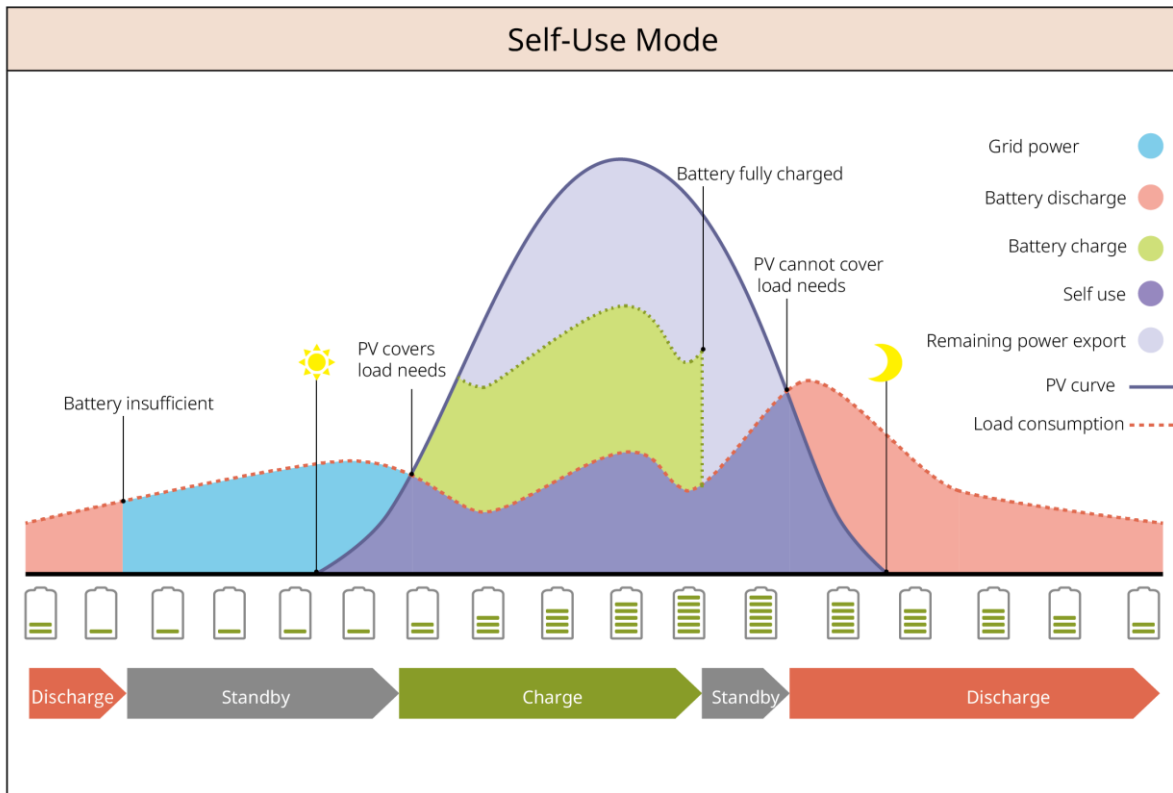 Self-Use Mode
Grid power
Battery fully charged
Battery discharge
Battery charge
PV cannot cover
load needs
Self use
Remaining power export
PV covers
load needs
PV curve
Battery insufficient
Load consumption
Discharge
Standby
Charge
Standby
Discharge